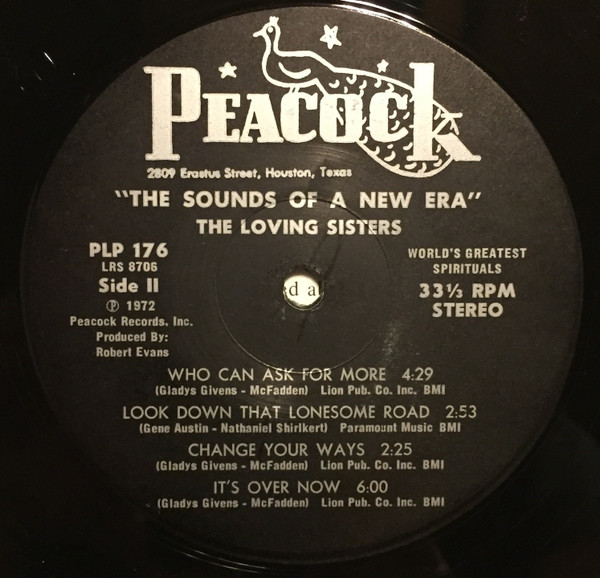 PEACOCK
2809 Erastus Street, Houston, Texas
"THE SOUNDS OF A NEW ERA"
THE LOVING SISTERS
PLP 176
LRS 8706
Side II
℗ 1972
Peacock Records, Inc.
Produced By:
Robert Evans
WORLD'S GREATEST
SPIRITUALS
33⅓ RPM
STEREO
d a
WHO CAN ASK FOR MORE 4:29
(Gladys Givens - McFadden) Lion Pub. Co. Inc. BMI
LOOK DOWN THAT LONESOME ROAD 2:53
(Gene Austin - Nathaniel Shirlkert) Paramount Music BMI
CHANGE YOUR WAYS 2:25
(Gladys Givens - McFadden) Lion Pub. Co. Inc. BMI
IT'S OVER NOW 6:00
(Gladys Givens - McFadden) Lion Pub. Co. Inc. BMI